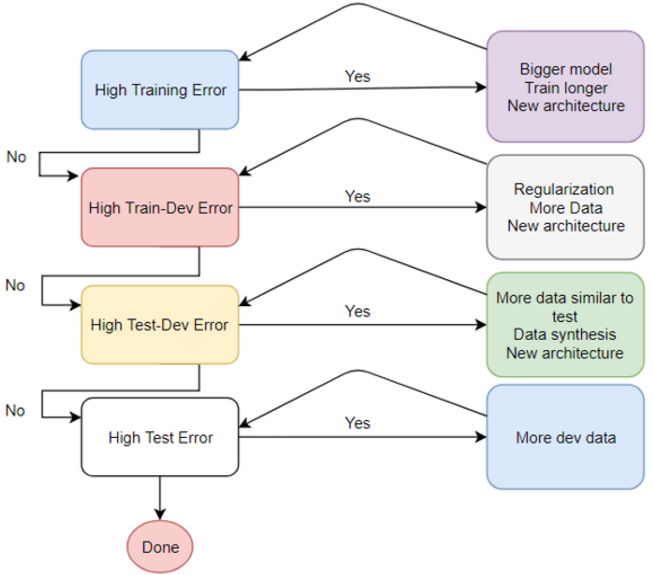 High Training Error
Yes
Bigger model
Train longer
New architecture
No
High Train-Dev Error
Yes
Regularization
More Data
New architecture
No
High Test-Dev Error
Yes
More data similar to
test
Data synthesis
New architecture
No
High Test Error
Yes
More dev data
Done